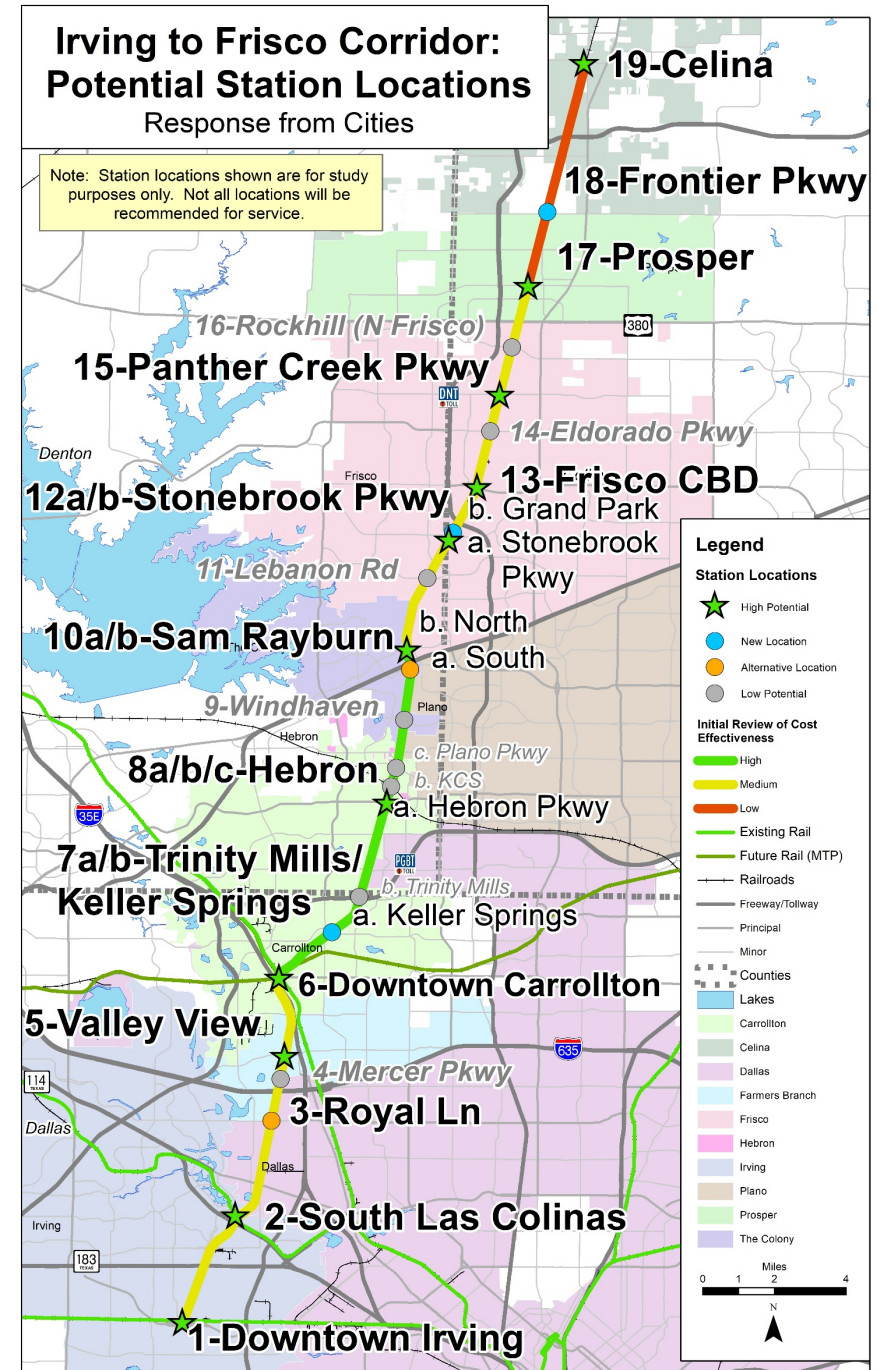 Irving to Frisco Corridor:
Potential Station Locations
Response from Cities
Note: Station locations shown are for study
purposes only. Not all locations will be
recommended for service.
19-Celina
18-Frontier Pkwy
17-Prosper
380
16-Rockhill (N Frisco)
15-Panther Creek Pkwy
DNT
TOLL
14-Eldorado Pkwy
Denton
Frisco
13-Frisco CBD
12a/b-Stonebrook Pkwy
b. Grand Park
a. Stonebrook
Pkwy
11-Lebanon Rd
b. North
10a/b-Sam Rayburn
a. South
9-Windhaven
Plano
Hebron
c. Plano Pkwy
8a/b/c-Hebron
b. KCS
a. Hebron Pkwy
35E
7a/b-Trinity Mills/
Keller Springs
PGBT
TOLL
b. Trinity Mills
a. Keller Springs
Carrollton
6-Downtown Carrollton
5-Valley View
635
4-Mercer Pkwy
114
TEXAS
3-Royal Ln
Dallas
Dallas
2-South Las Colinas
Irving
183
TEXAS
1-Downtown Irving
Legend
Station Locations
High Potential
New Location
Alternative Location
Low Potential
Initial Review of Cost
Effectiveness
High
Medium
Low
Existing Rail
Future Rail (MTP)
Railroads
Freeway/Tollway
Principal
Minor
Counties
Lakes
Carrollton
Celina
Dallas
Farmers Branch
Frisco
Hebron
Irving
Plano
Prosper
The Colony
Miles
0 1 2 4
N